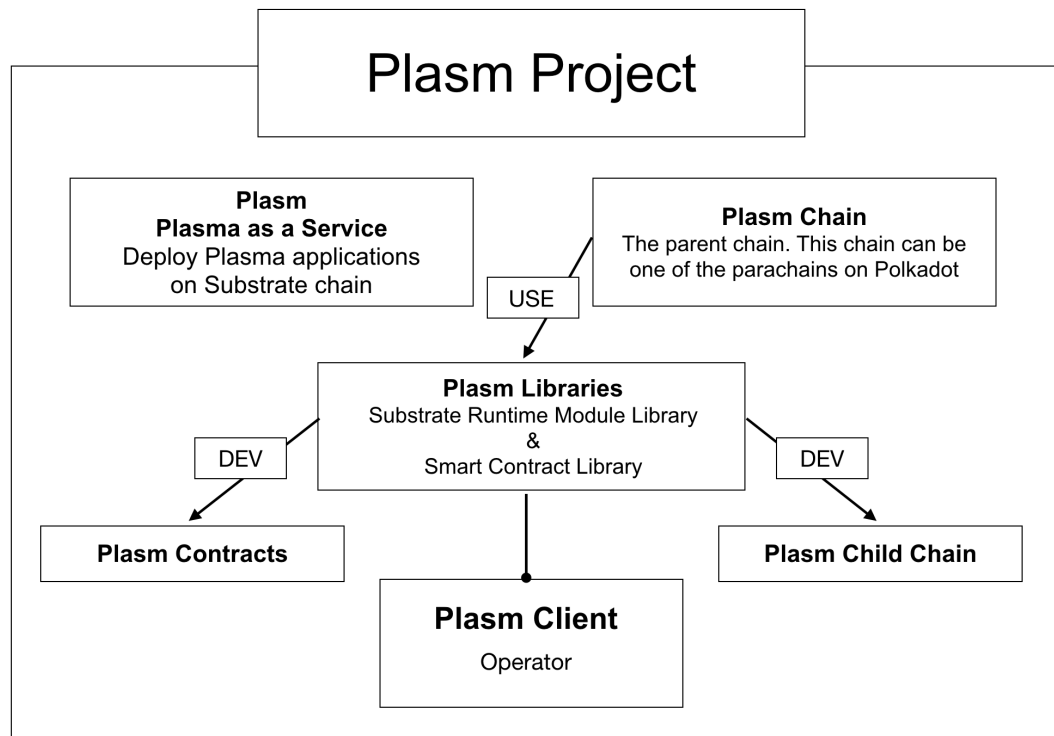 Plasm Project
Plasm
Plasma as a Service
Deploy Plasma applications
on Substrate chain
Plasm Chain
The parent chain. This chain can be
one of the parachains on Polkadot
USE
Plasm Libraries
Substrate Runtime Module Library
&
Smart Contract Library
DEV
DEV
Plasm Contracts
Plasm Child Chain
Plasm Client
Operator